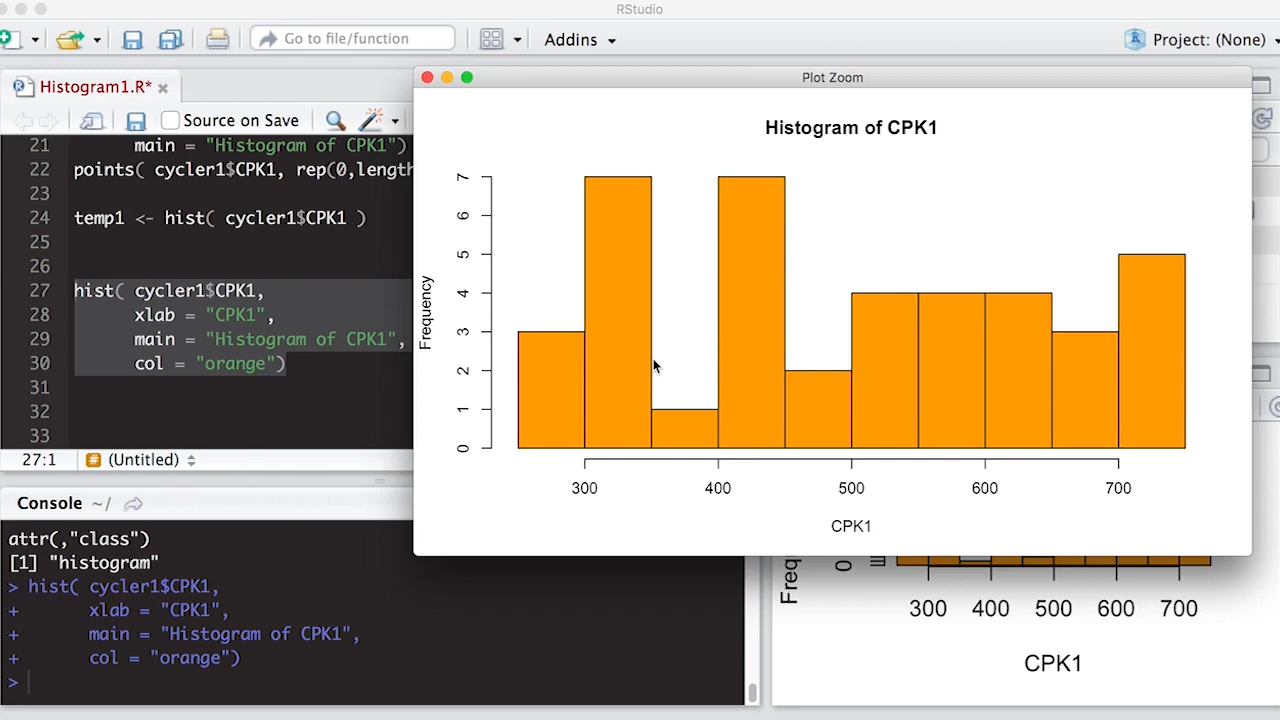 RStudio
Go to file/function
Addins
Project: (None)
Histogram1.R*
Source on Save
21 main = "Histogram of CPK1")
22 points( cycler1$CPK1, rep(0,length
23
24 temp1 <- hist( cycler1$CPK1 )
25
26
27 hist( cycler1$CPK1,
28 xlab = "CPK1",
29 main = "Histogram of CPK1",
30 col = "orange")
31
32
33
27:1 (Untitled)
Console ~/
attr(,"class")
[1] "histogram"
> hist( cycler1$CPK1,
+ xlab = "CPK1",
+ main = "Histogram of CPK1",
+ col = "orange")
>
Plot Zoom
Histogram of CPK1
Frequency
7
6
5
4
3
2
1
0
300 400 500 600 700
CPK1
Freq
0
300 400 500 600 700
CPK1